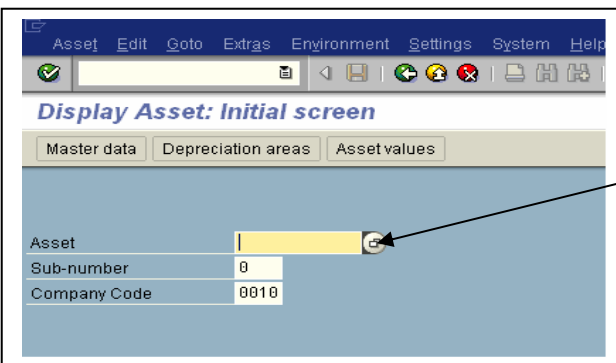 Asset Edit Goto Extras Environment Settings System Help
Display Asset: Initial screen
Master data Depreciation areas Asset values
Asset
Sub-number 0
Company Code 0010